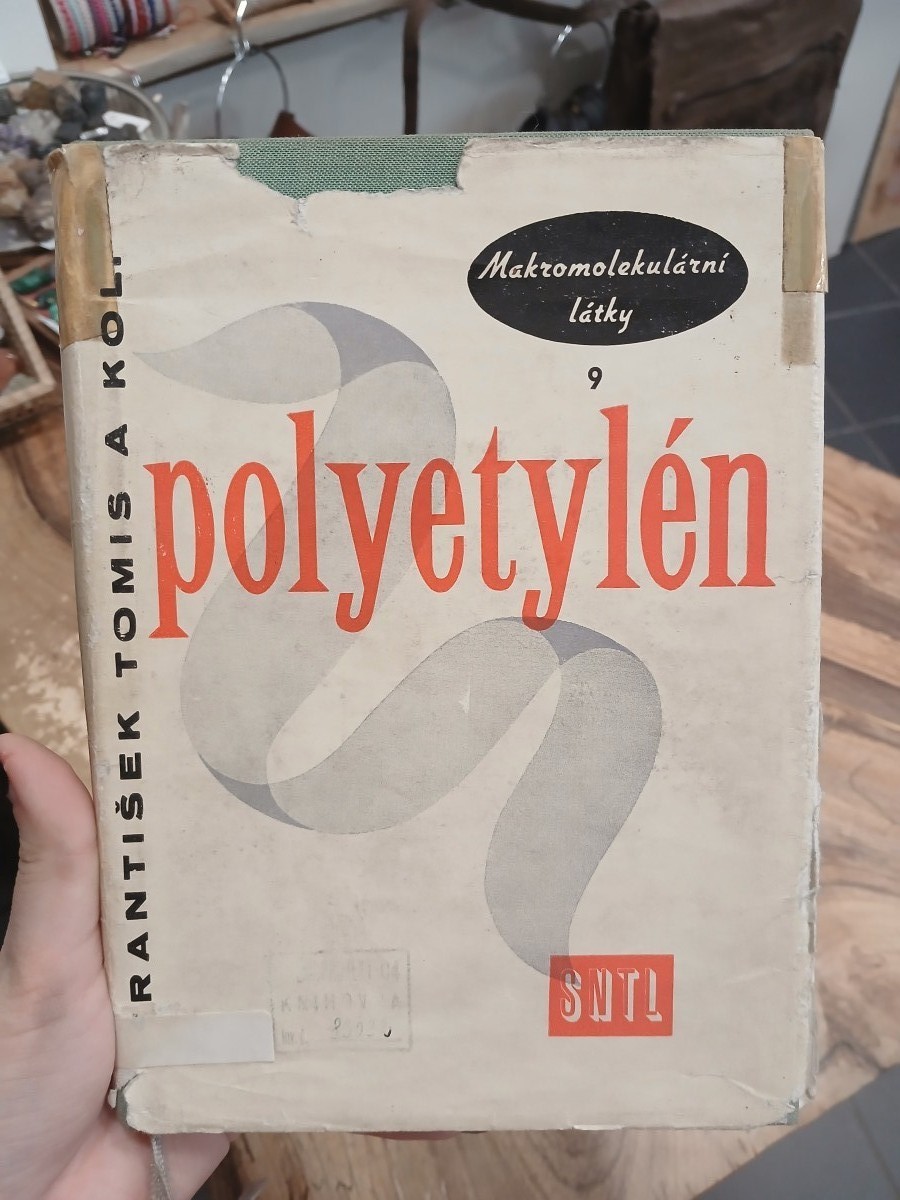 Makromolekulární
látky
9
polyetylén
RANTIŠEK TOMIS A KOL.
SNTL